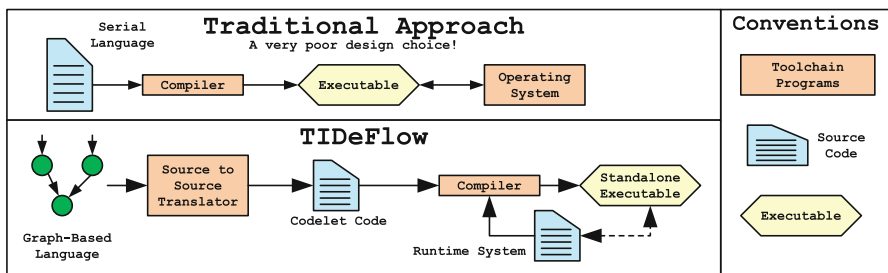 Traditional Approach
A very poor design choice!
Serial
Language
Compiler
Executable
Operating
System
TIDeFlow
Graph-Based
Language
Source to
Source
Translator
Codelet Code
Compiler
Runtime System
Standalone
Executable
Conventions
Toolchain
Programs
Source
Code
Executable